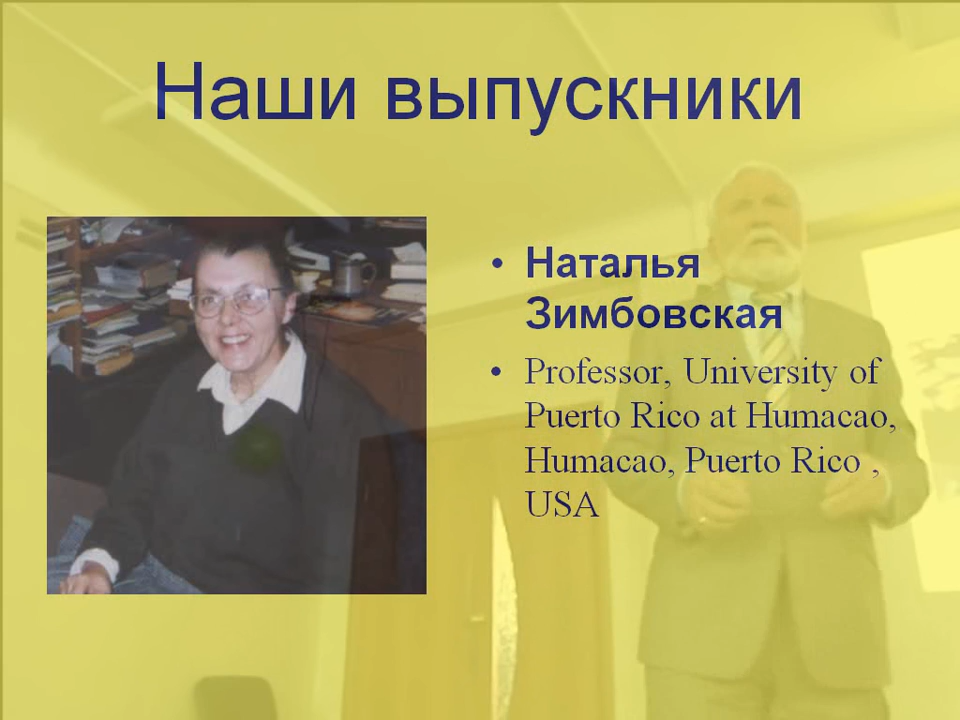 Наши выпускники
• Наталья
Зимбовская
• Professor, University of
Puerto Rico at Humacao,
Humacao, Puerto Rico ,
USA